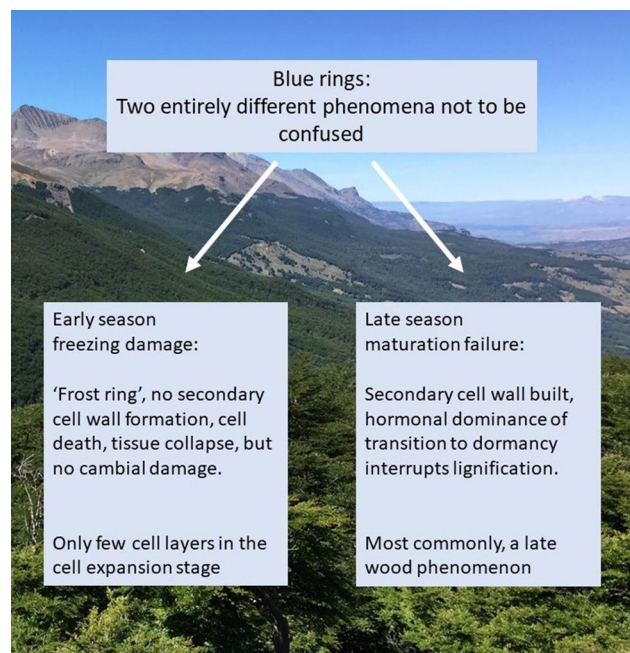 Blue rings:
Two entirely different phenomena not to be
confused
Early season
freezing damage:
‘Frost ring’, no secondary
cell wall formation, cell
death, tissue collapse, but
no cambial damage.
Only few cell layers in the
cell expansion stage
Late season
maturation failure:
Secondary cell wall built,
hormonal dominance of
transition to dormancy
interrupts lignification.
Most commonly, a late
wood phenomenon